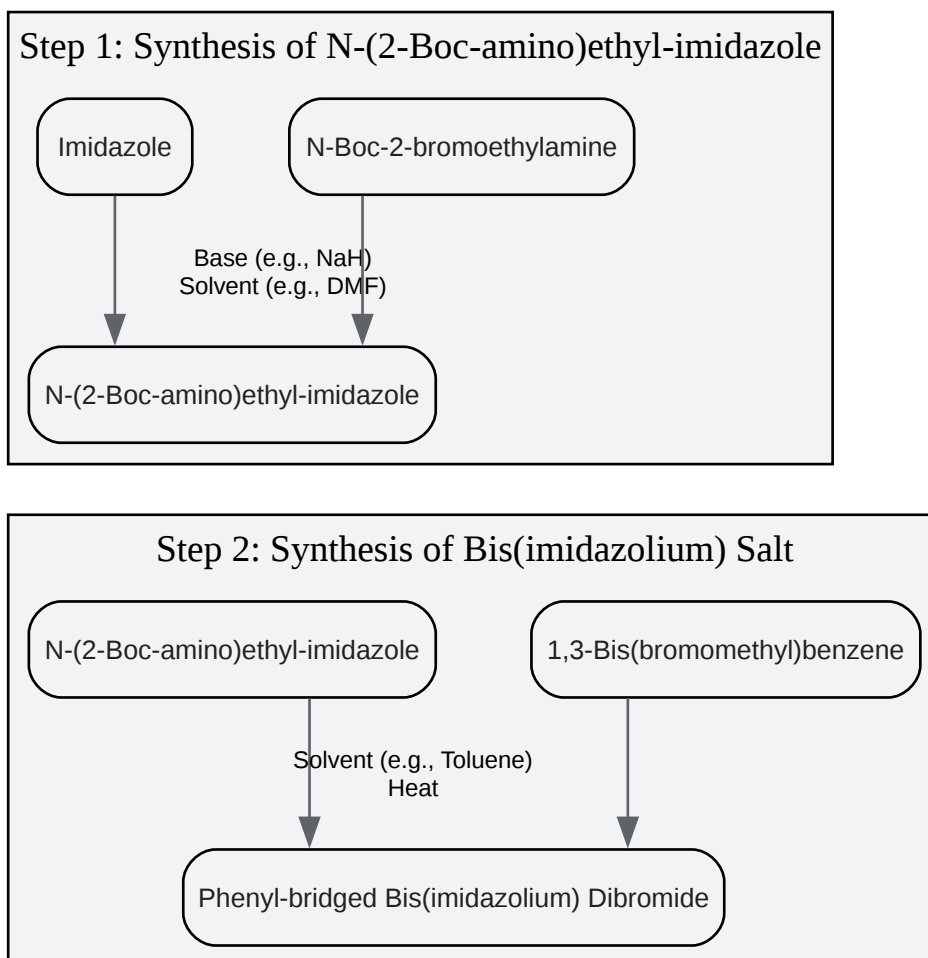 Step 1: Synthesis of N-(2-Boc-amino)ethyl-imidazole
Imidazole
N-Boc-2-bromoethylamine
Base (e.g., NaH)
Solvent (e.g., DMF)
N-(2-Boc-amino)ethyl-imidazole
Step 2: Synthesis of Bis(imidazolium) Salt
N-(2-Boc-amino)ethyl-imidazole
1,3-Bis(bromomethyl)benzene
Solvent (e.g., Toluene)
Heat
Phenyl-bridged Bis(imidazolium) Dibromide